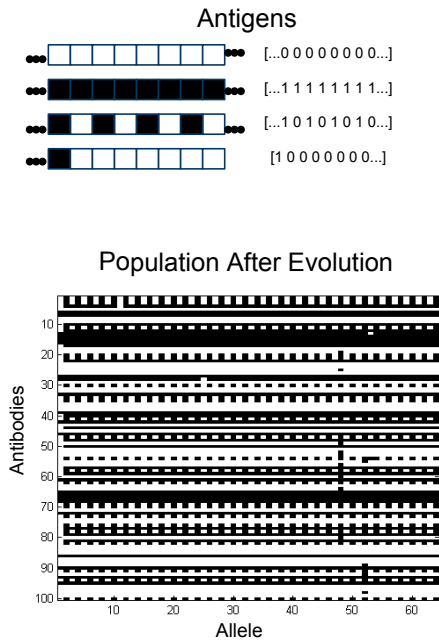 Antigens
[...0 0 0 0 0 0 0 0...]
[...1 1 1 1 1 1 1 1...]
[...1 0 1 0 1 0 1 0...]
[1 0 0 0 0 0 0 0...]
Population After Evolution
Antibodies
10
20
30
40
50
60
70
80
90
100
10 20 30 40 50 60
Allele